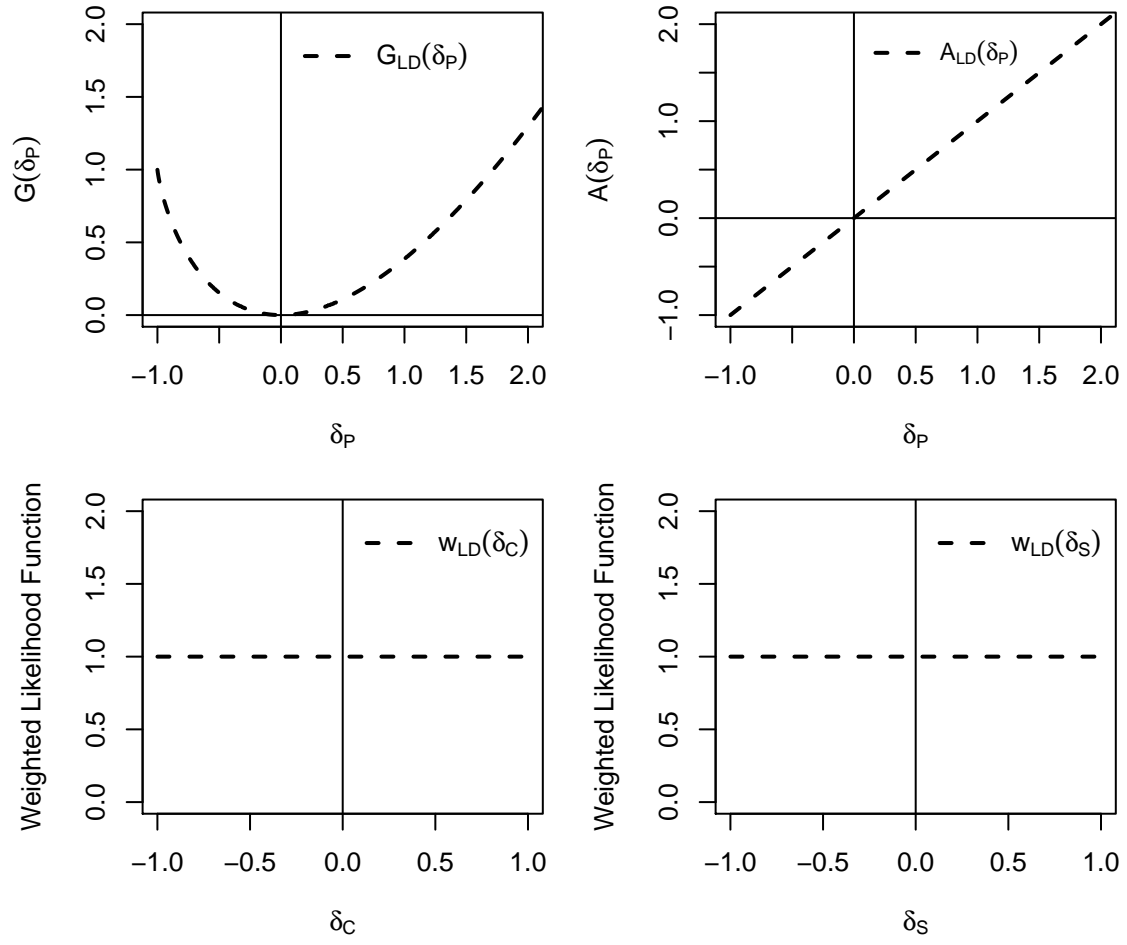 G(δP)
2.0
1.5
1.0
0.5
0.0
GLD(δP)
−1.0 0.0 0.5 1.0 1.5 2.0
δP
A(δP)
2.0
1.0
0.0
−1.0
ALD(δP)
−1.0 0.0 0.5 1.0 1.5 2.0
δP
Weighted Likelihood Function
2.0
1.5
1.0
0.5
0.0
wLD(δC)
−1.0 −0.5 0.0 0.5 1.0
δC
Weighted Likelihood Function
2.0
1.5
1.0
0.5
0.0
wLD(δS)
−1.0 −0.5 0.0 0.5 1.0
δS